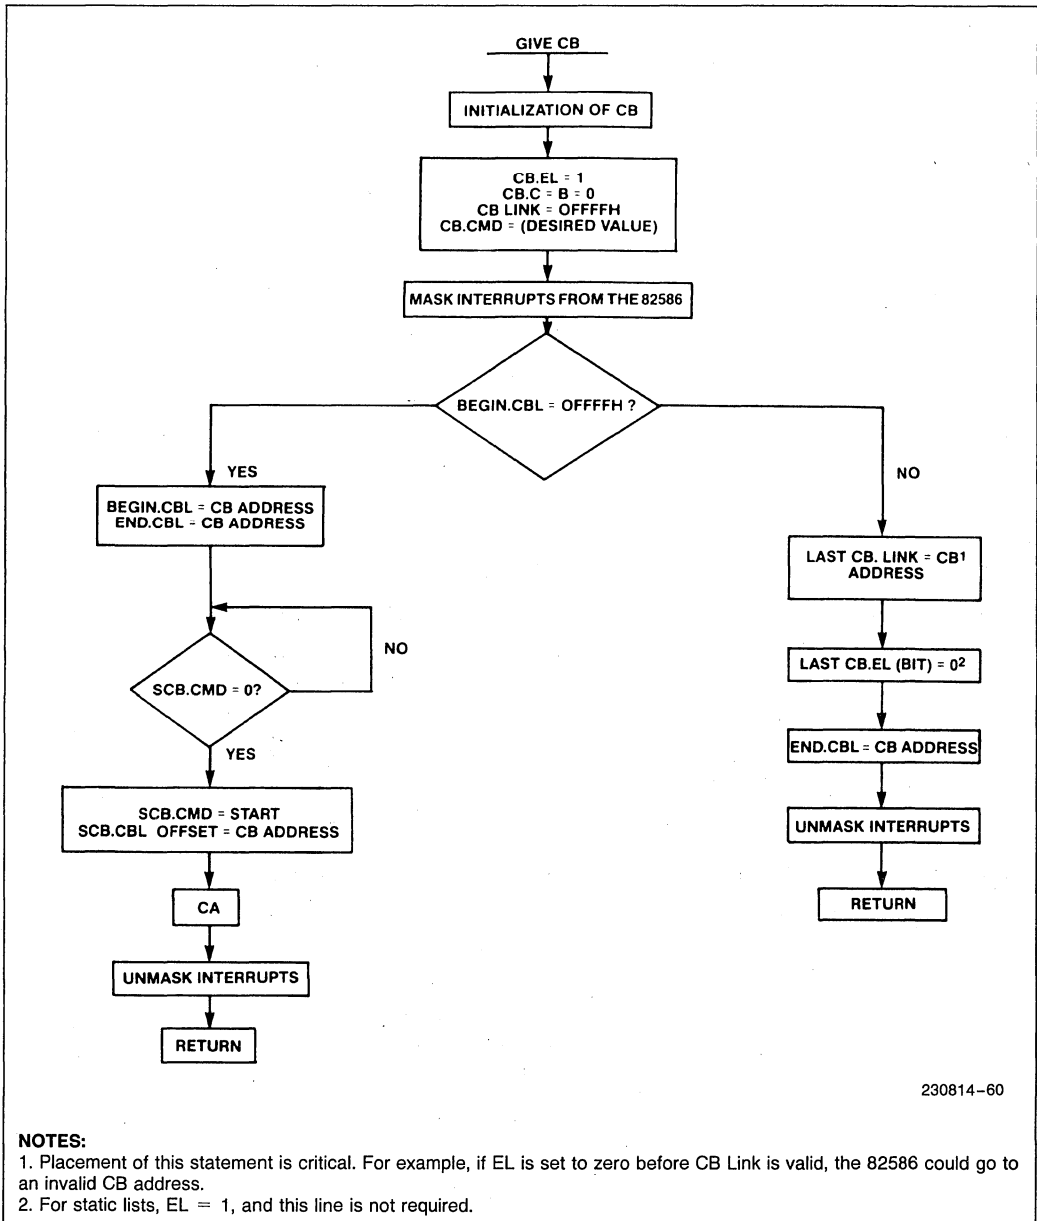 GIVE CB
INITIALIZATION OF CB
CB.EL = 1
CB.C = B = 0
CB LINK = OFFFFH
CB.CMD = (DESIRED VALUE)
MASK INTERRUPTS FROM THE 82586
BEGIN.CBL = OFFFFH ?
YES
BEGIN.CBL = CB ADDRESS
END.CBL = CB ADDRESS
NO
SCB.CMD = 0?
YES
SCB.CMD = START
SCB.CBL OFFSET = CB ADDRESS
CA
UNMASK INTERRUPTS
RETURN
NO
LAST CB. LINK = CB¹
ADDRESS
LAST CB.EL (BIT) = 0²
END.CBL = CB ADDRESS
UNMASK INTERRUPTS
RETURN
230814–60
NOTES:
1. Placement of this statement is critical. For example, if EL is set to zero before CB Link is valid, the 82586 could go to
an invalid CB address.
2. For static lists, EL = 1, and this line is not required.